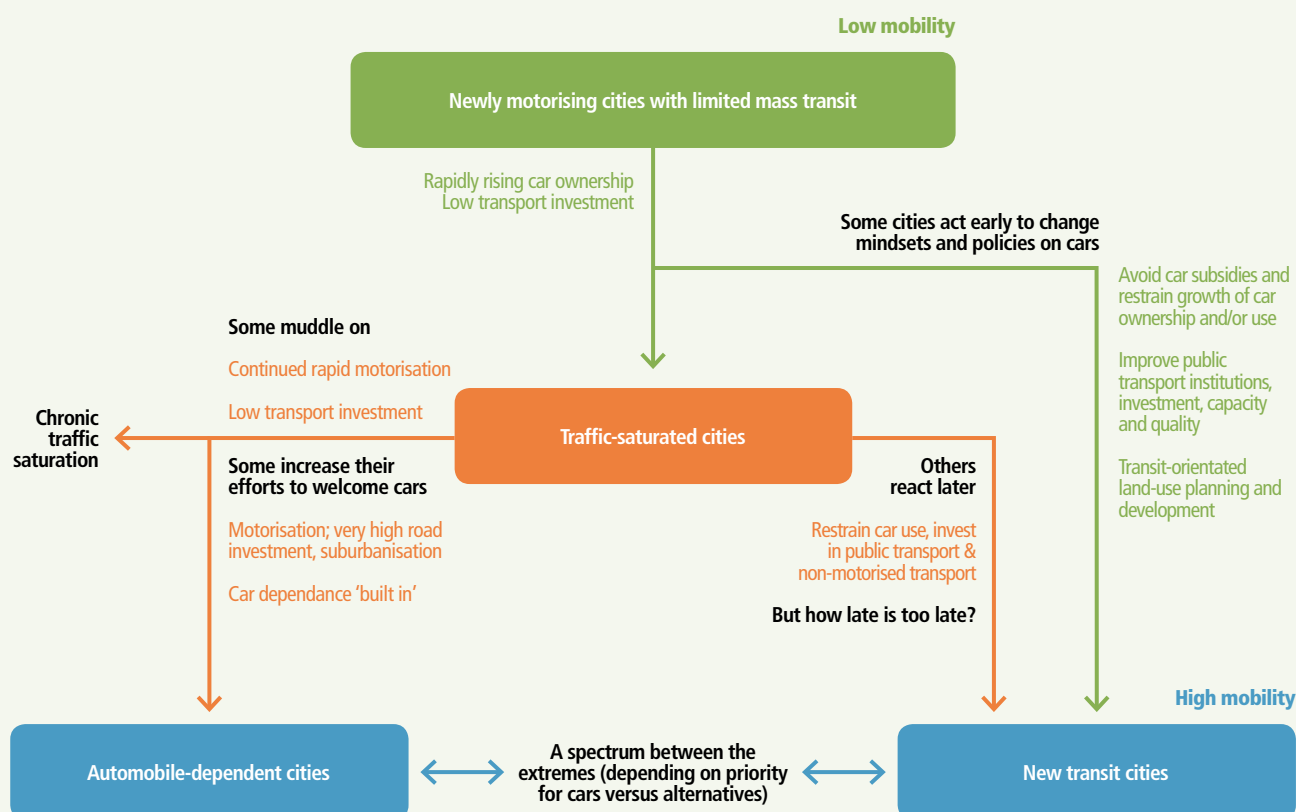 Low mobility
Newly motorising cities with limited mass transit
Rapidly rising car ownership
Low transport investment
Some cities act early to change
mindsets and policies on cars
Avoid car subsidies and
restrain growth of car
ownership and/or use
Improve public
transport institutions,
investment, capacity
and quality
Transit-orientated
land-use planning and
development
Some muddle on
Continued rapid motorisation
Low transport investment
Chronic
traffic
saturation
Traffic-saturated cities
Some increase their
efforts to welcome cars
Motorisation; very high road
investment, suburbanisation
Car dependance 'built in'
Others
react later
Restrain car use, invest
in public transport &
non-motorised transport
But how late is too late?
High mobility
Automobile-dependent cities
A spectrum between the
extremes (depending on priority
for cars versus alternatives)
New transit cities